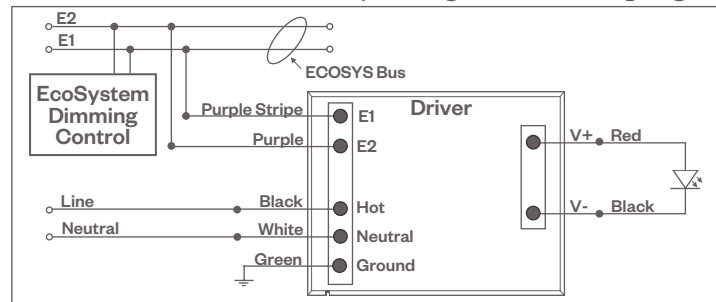 E2
E1
ECOSYS Bus
EcoSystem
Dimming
Control
Driver
Purple Stripe
E1
Purple
E2
V+
Red
Line
Black
Hot
V-
Black
Neutral
White
Neutral
Green
Ground